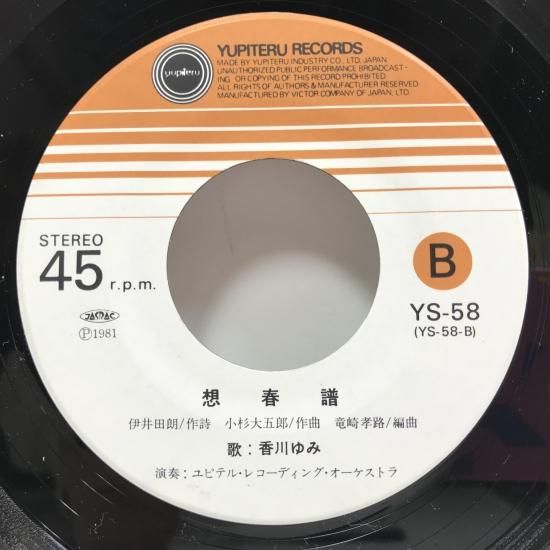 yupiteru
YUPITERU RECORDS
MADE BY YUPITERU INDUSTRY CO., LTD. JAPAN
UNAUTHORIZED PUBLIC PERFORMANCE BROADCAST-
ING OR COPYING OF THIS RECORD PROHIBITED
ALL RIGHTS OF AUTHORS & MANUFACTURER RESERVED
MANUFACTURED BY VICTOR COMPANY OF JAPAN, LTD.
STEREO
45 r.p.m.
JASRAC
Ⓟ1981
B
YS-58
(YS-58-B)
想春譜
伊井田朗/作詩 小杉大五郎/作曲 竜崎孝路/編曲
歌:香川ゆみ
演奏:ユピテル・レコーディング・オーケストラ